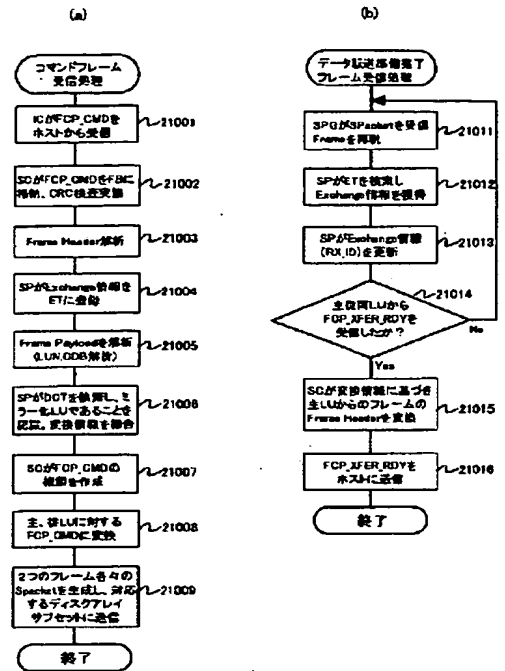 (a)
コマンドフレーム
受信処理
ICがFCP_CMDを
ホストから受信
21001
SCがFCP_CMDをFBに
格納、CRC検査実施
21002
Frame Header解析
21003
SPがExchange情報を
ETに登録
21004
Frame Payloadを解析
(LUN,CDB解析)
21005
SPがDCTを検索し、ミ
ラー化LUであることを
認識。変換情報を報告
21006
SCがFCP_CMDの
複製を作成
21007
主、従LUに対する
FCP_CMDに変換
21008
2つのフレーム各々の
Spacketを生成し、対応
するディスクアレイ
サブセットに送信
21009
終了
(b)
データ転送準備完了
フレーム受信処理
SPGがSPacketを受信
Frameを再現
21011
SPがETを検索し
Exchange情報を獲得
21012
SPがExchange情報
(RX_ID)を更新
21013
主従両LUから
FCP_XFER_RDYを
受信したか?
21014
No
Yes
SCが変換情報に基づき
主LUからのフレームの
Frame Headerを変換
21015
FCP_XFER_RDYを
ホストに送信
21016
終了